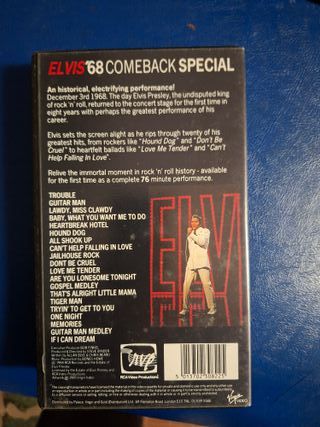 ELVIS '68 COMEBACK SPECIAL
An historical, electrifying performance!
December 3rd 1968. The day Elvis Presley, the undisputed king
of rock 'n' roll, returned to the concert stage for the first time in
eight years with perhaps the greatest performance of his
career.
Elvis sets the screen alight as he rips through twenty of his
greatest hits, from rockers like "Hound Dog" and "Don't Be
Cruel" to heartfelt ballads like "Love Me Tender" and "Can't
Help Falling In Love".
Relive the immortal moment in rock 'n' roll history - available
for the first time as a complete 76 minute performance.
TROUBLE
GUITAR MAN
LAWDY, MISS CLAWDY
BABY, WHAT YOU WANT ME TO DO
HEARTBREAK HOTEL
HOUND DOG
ALL SHOOK UP
CAN'T HELP FALLING IN LOVE
JAILHOUSE ROCK
DONT BE CRUEL
LOVE ME TENDER
ARE YOU LONESOME TONIGHT
GOSPEL MEDLEY
THAT'S ALRIGHT LITTLE MAMA
TIGER MAN
TRYIN' TO GET TO YOU
ONE NIGHT
MEMORIES
GUITAR MAN MEDLEY
IF I CAN DREAM
ELVIS
RCA Video Productions
Virgin
VIDEO